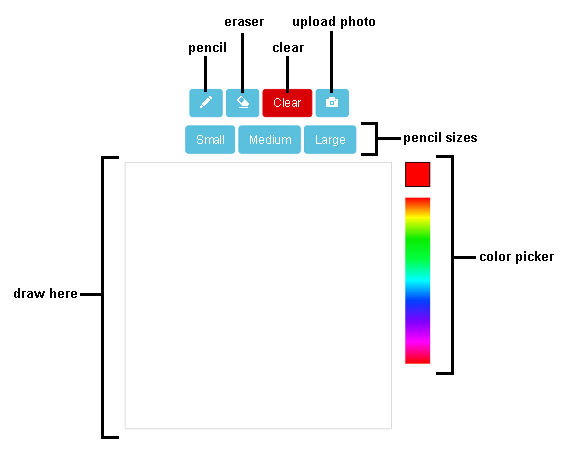 eraser
upload photo
pencil
clear
Clear
Small
Medium
Large
pencil sizes
color picker
draw here